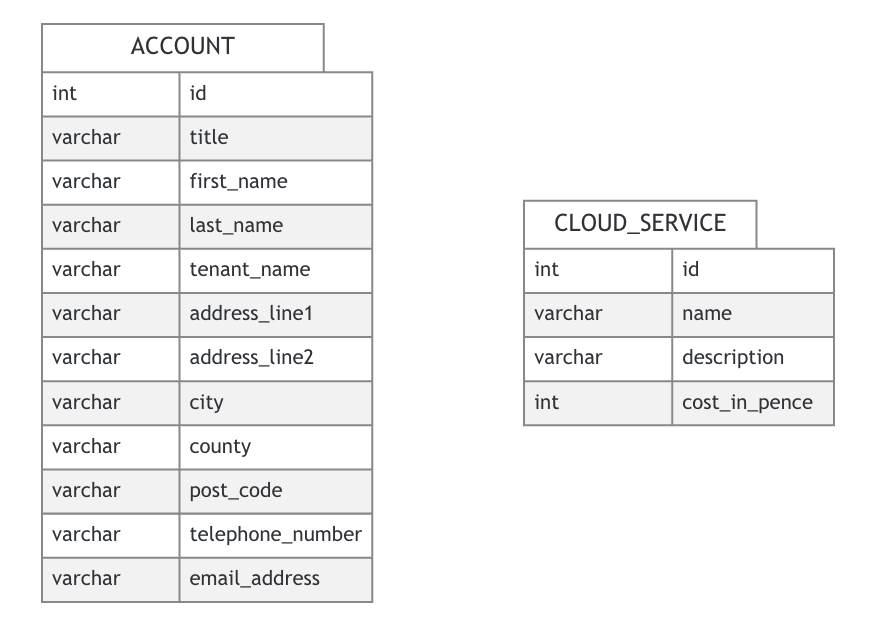 ACCOUNT
int id
varchar title
varchar first_name
varchar last_name
varchar tenant_name
varchar address_line1
varchar address_line2
varchar city
varchar county
varchar post_code
varchar telephone_number
varchar email_address
CLOUD_SERVICE
int id
varchar name
varchar description
int cost_in_pence